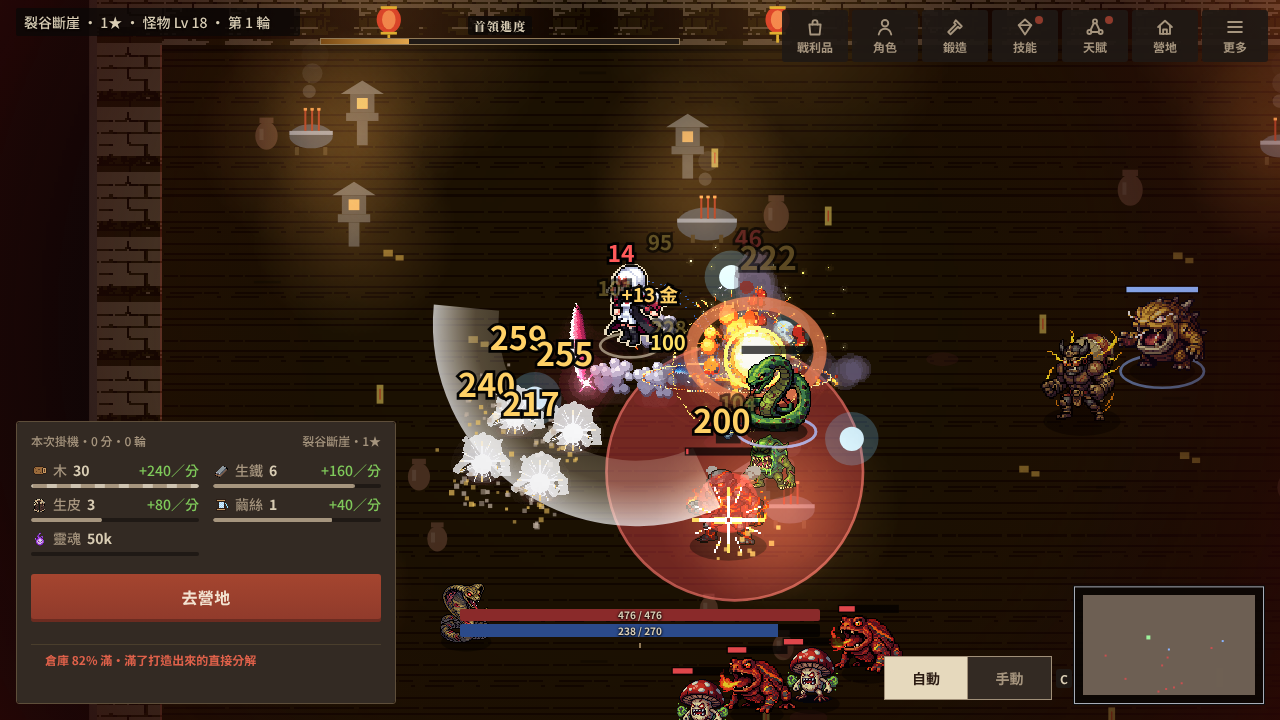 裂谷斷崖 · 1★ · 怪物 Lv 18 · 第 1 輪
首領進度
戰利品
角色
鍛造
技能
天賦
營地
更多
14
95
46
222
+13 金
100
259
255
240
217
200
本次掛機 · 0 分 · 0 輪
裂谷斷崖 · 1★
木 30 +240／分
生鐵 6 +160／分
生皮 3 +80／分
繭絲 1 +40／分
靈魂 50k
去營地
倉庫 82% 滿 · 滿了打造出來的直接分解
476 / 476
238 / 270
自動
手動
C